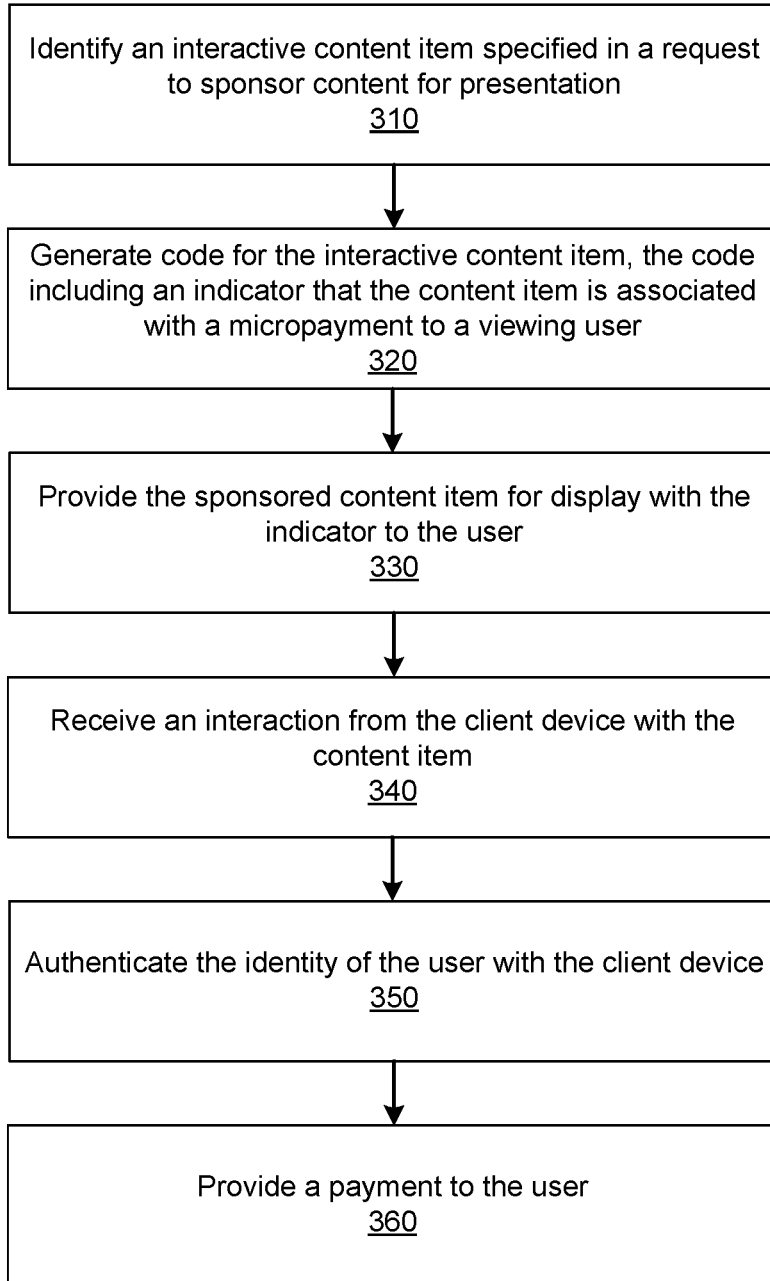 Identify an interactive content item specified in a request
to sponsor content for presentation
310
Generate code for the interactive content item, the code
including an indicator that the content item is associated
with a micropayment to a viewing user
320
Provide the sponsored content item for display with the
indicator to the user
330
Receive an interaction from the client device with the
content item
340
Authenticate the identity of the user with the client device
350
Provide a payment to the user
360